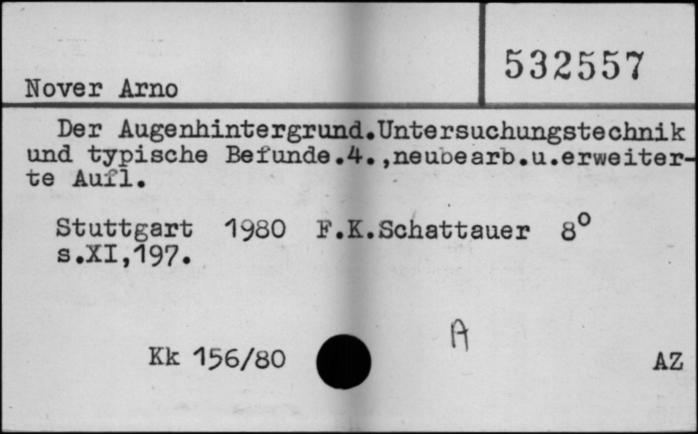 532557
Nover Arno
Der Augenhintergrund.Untersuchungstechnik
und typische Befunde.4.,neubearb.u.erweiter-
te Aufl.
Stuttgart 1980 F.K.Schattauer 8⁰
s.XI,197.
A
Kk 156/80
AZ